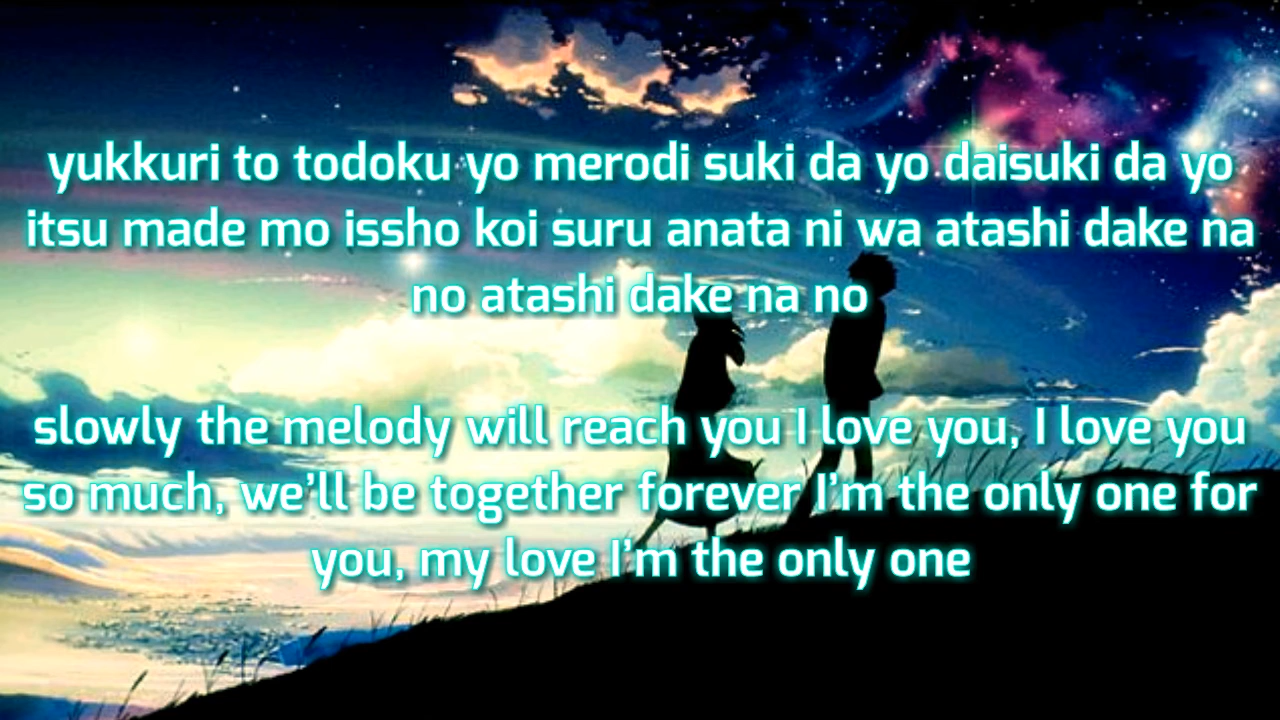 yukkuri to todoku yo merodi suki da yo daisuki da yo
itsu made mo issho koi suru anata ni wa atashi dake na
no atashi dake na no
slowly the melody will reach you I love you, I love you
so much, we’ll be together forever I’m the only one for
you, my love I’m the only one